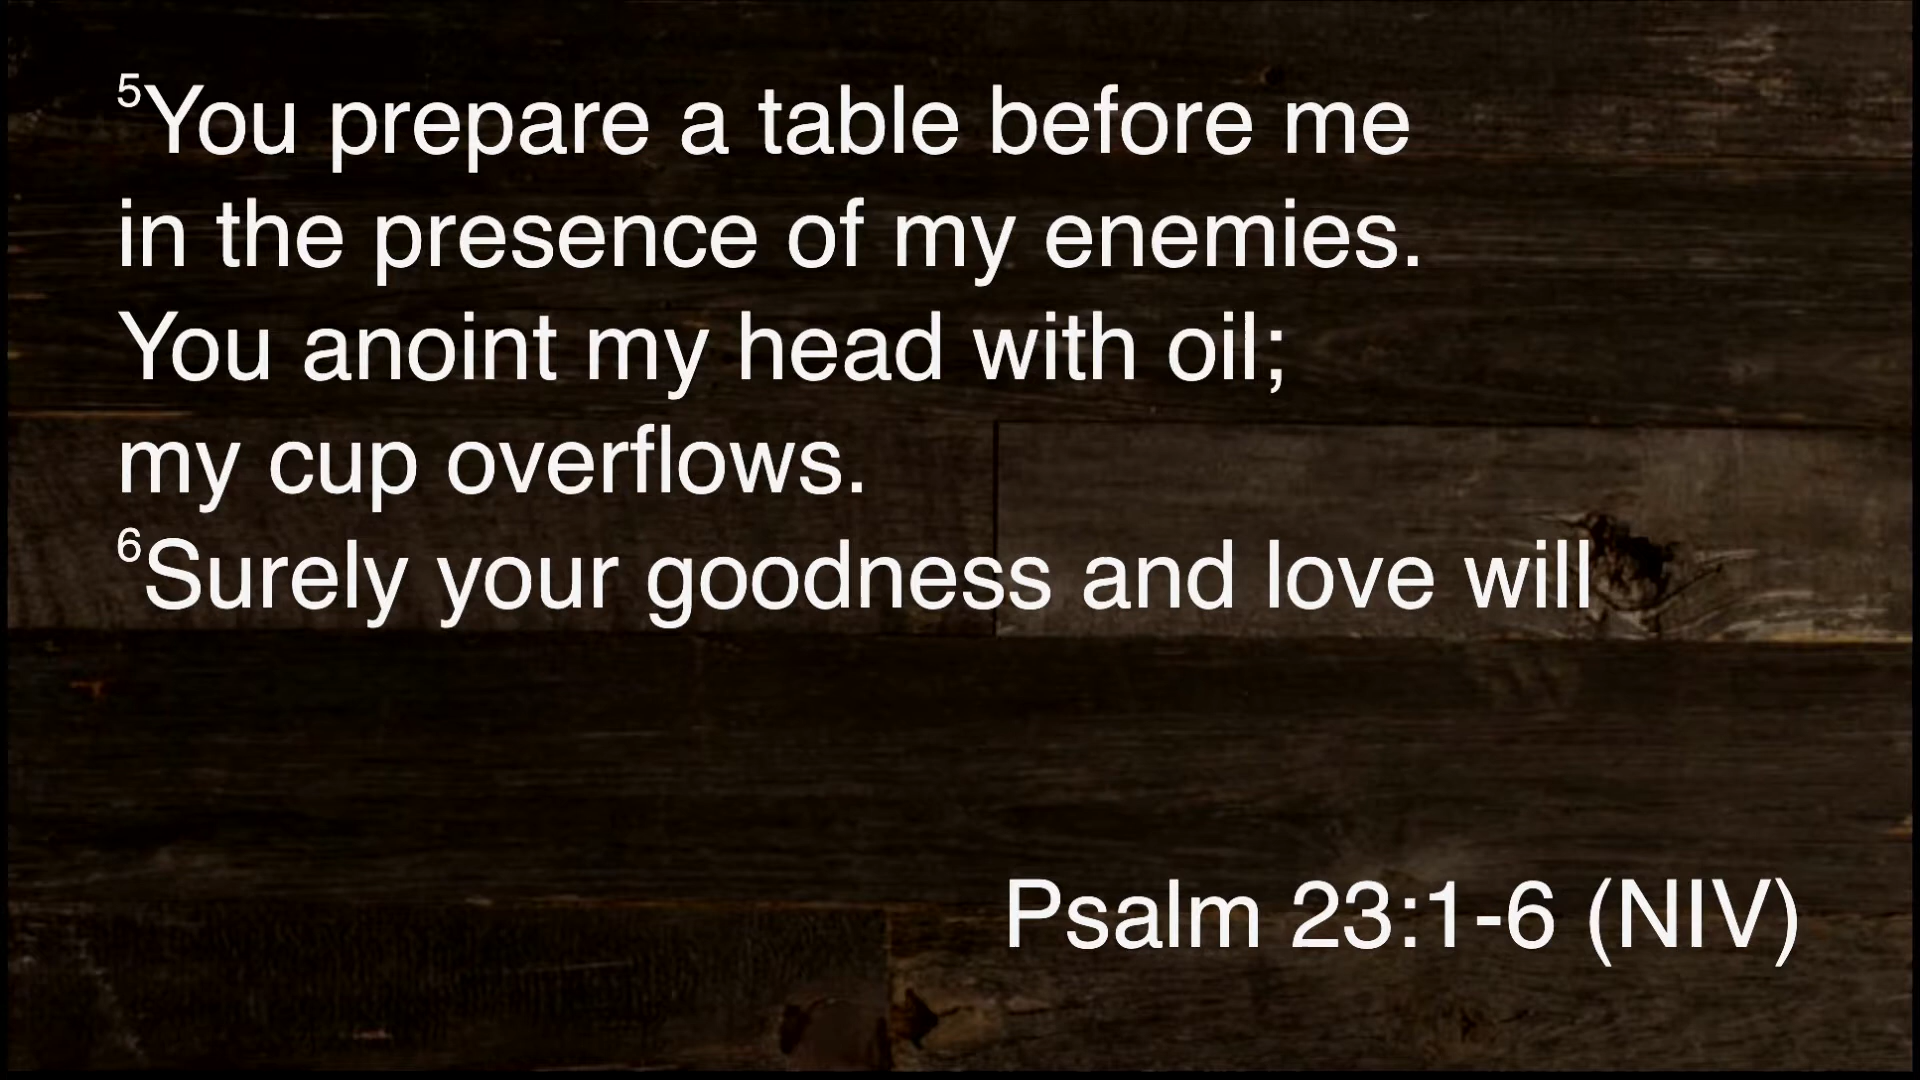 ⁵You prepare a table before me
in the presence of my enemies.
You anoint my head with oil;
my cup overflows.
⁶Surely your goodness and love will
Psalm 23:1-6 (NIV)